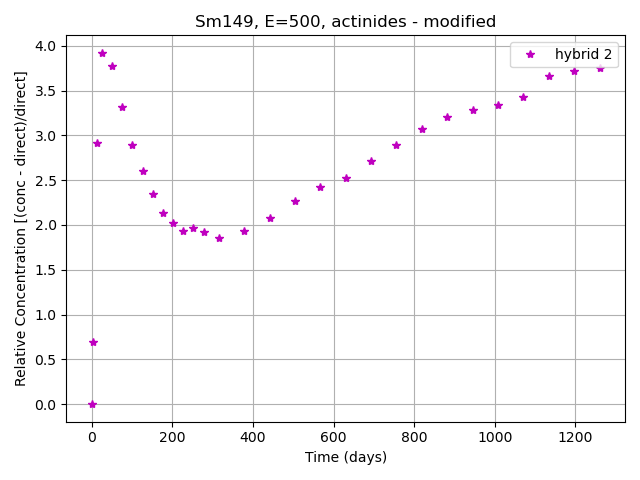 Sm149, E=500, actinides - modified
hybrid 2
Relative Concentration [(conc - direct)/direct]
4.0
3.5
3.0
2.5
2.0
1.5
1.0
0.5
0.0
0 200 400 600 800 1000 1200
Time (days)